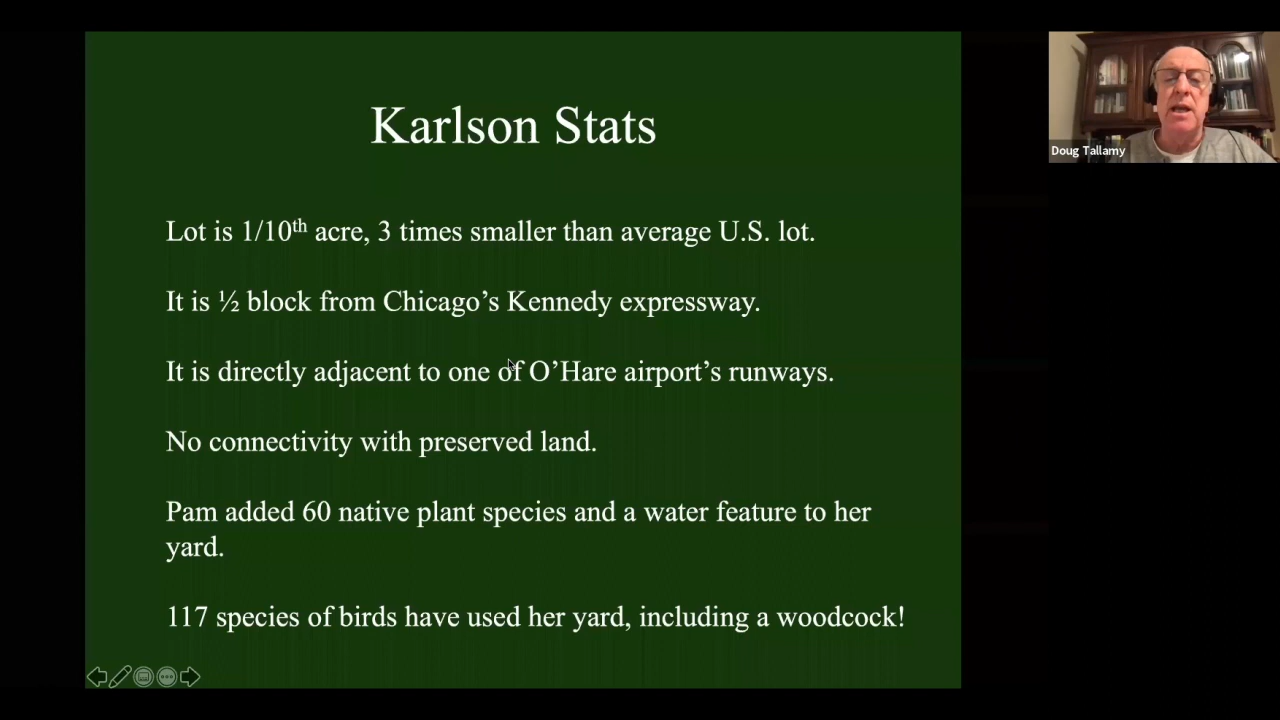 Karlson Stats
Lot is 1/10th acre, 3 times smaller than average U.S. lot.
It is ½ block from Chicago’s Kennedy expressway.
It is directly adjacent to one of O’Hare airport’s runways.
No connectivity with preserved land.
Pam added 60 native plant species and a water feature to her
yard.
117 species of birds have used her yard, including a woodcock!
Doug Tallamy